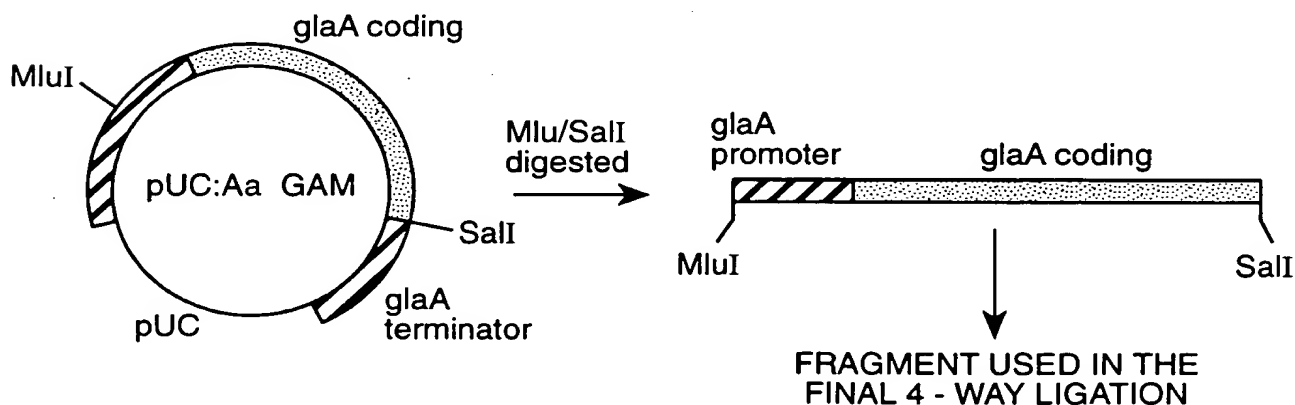 glaA coding
MluI
pUC:Aa GAM
SalI
glaA
terminator
pUC
Mlu/SalI
digested
glaA
promoter
glaA coding
MluI
SalI
FRAGMENT USED IN THE
FINAL 4 - WAY LIGATION